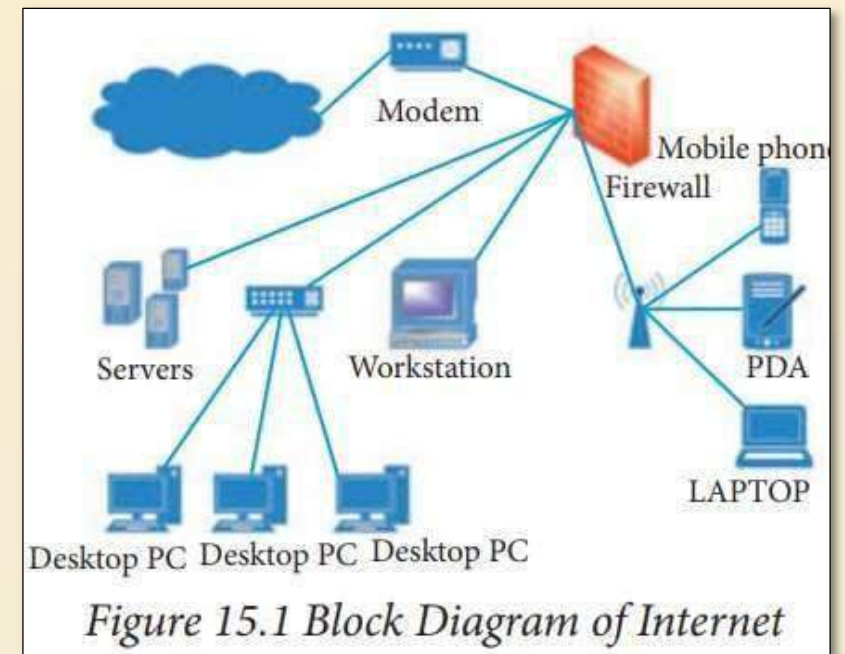 Modem
Mobile phon
Firewall
Servers
Workstation
PDA
LAPTOP
Desktop PC Desktop PC Desktop PC
Figure 15.1 Block Diagram of Internet